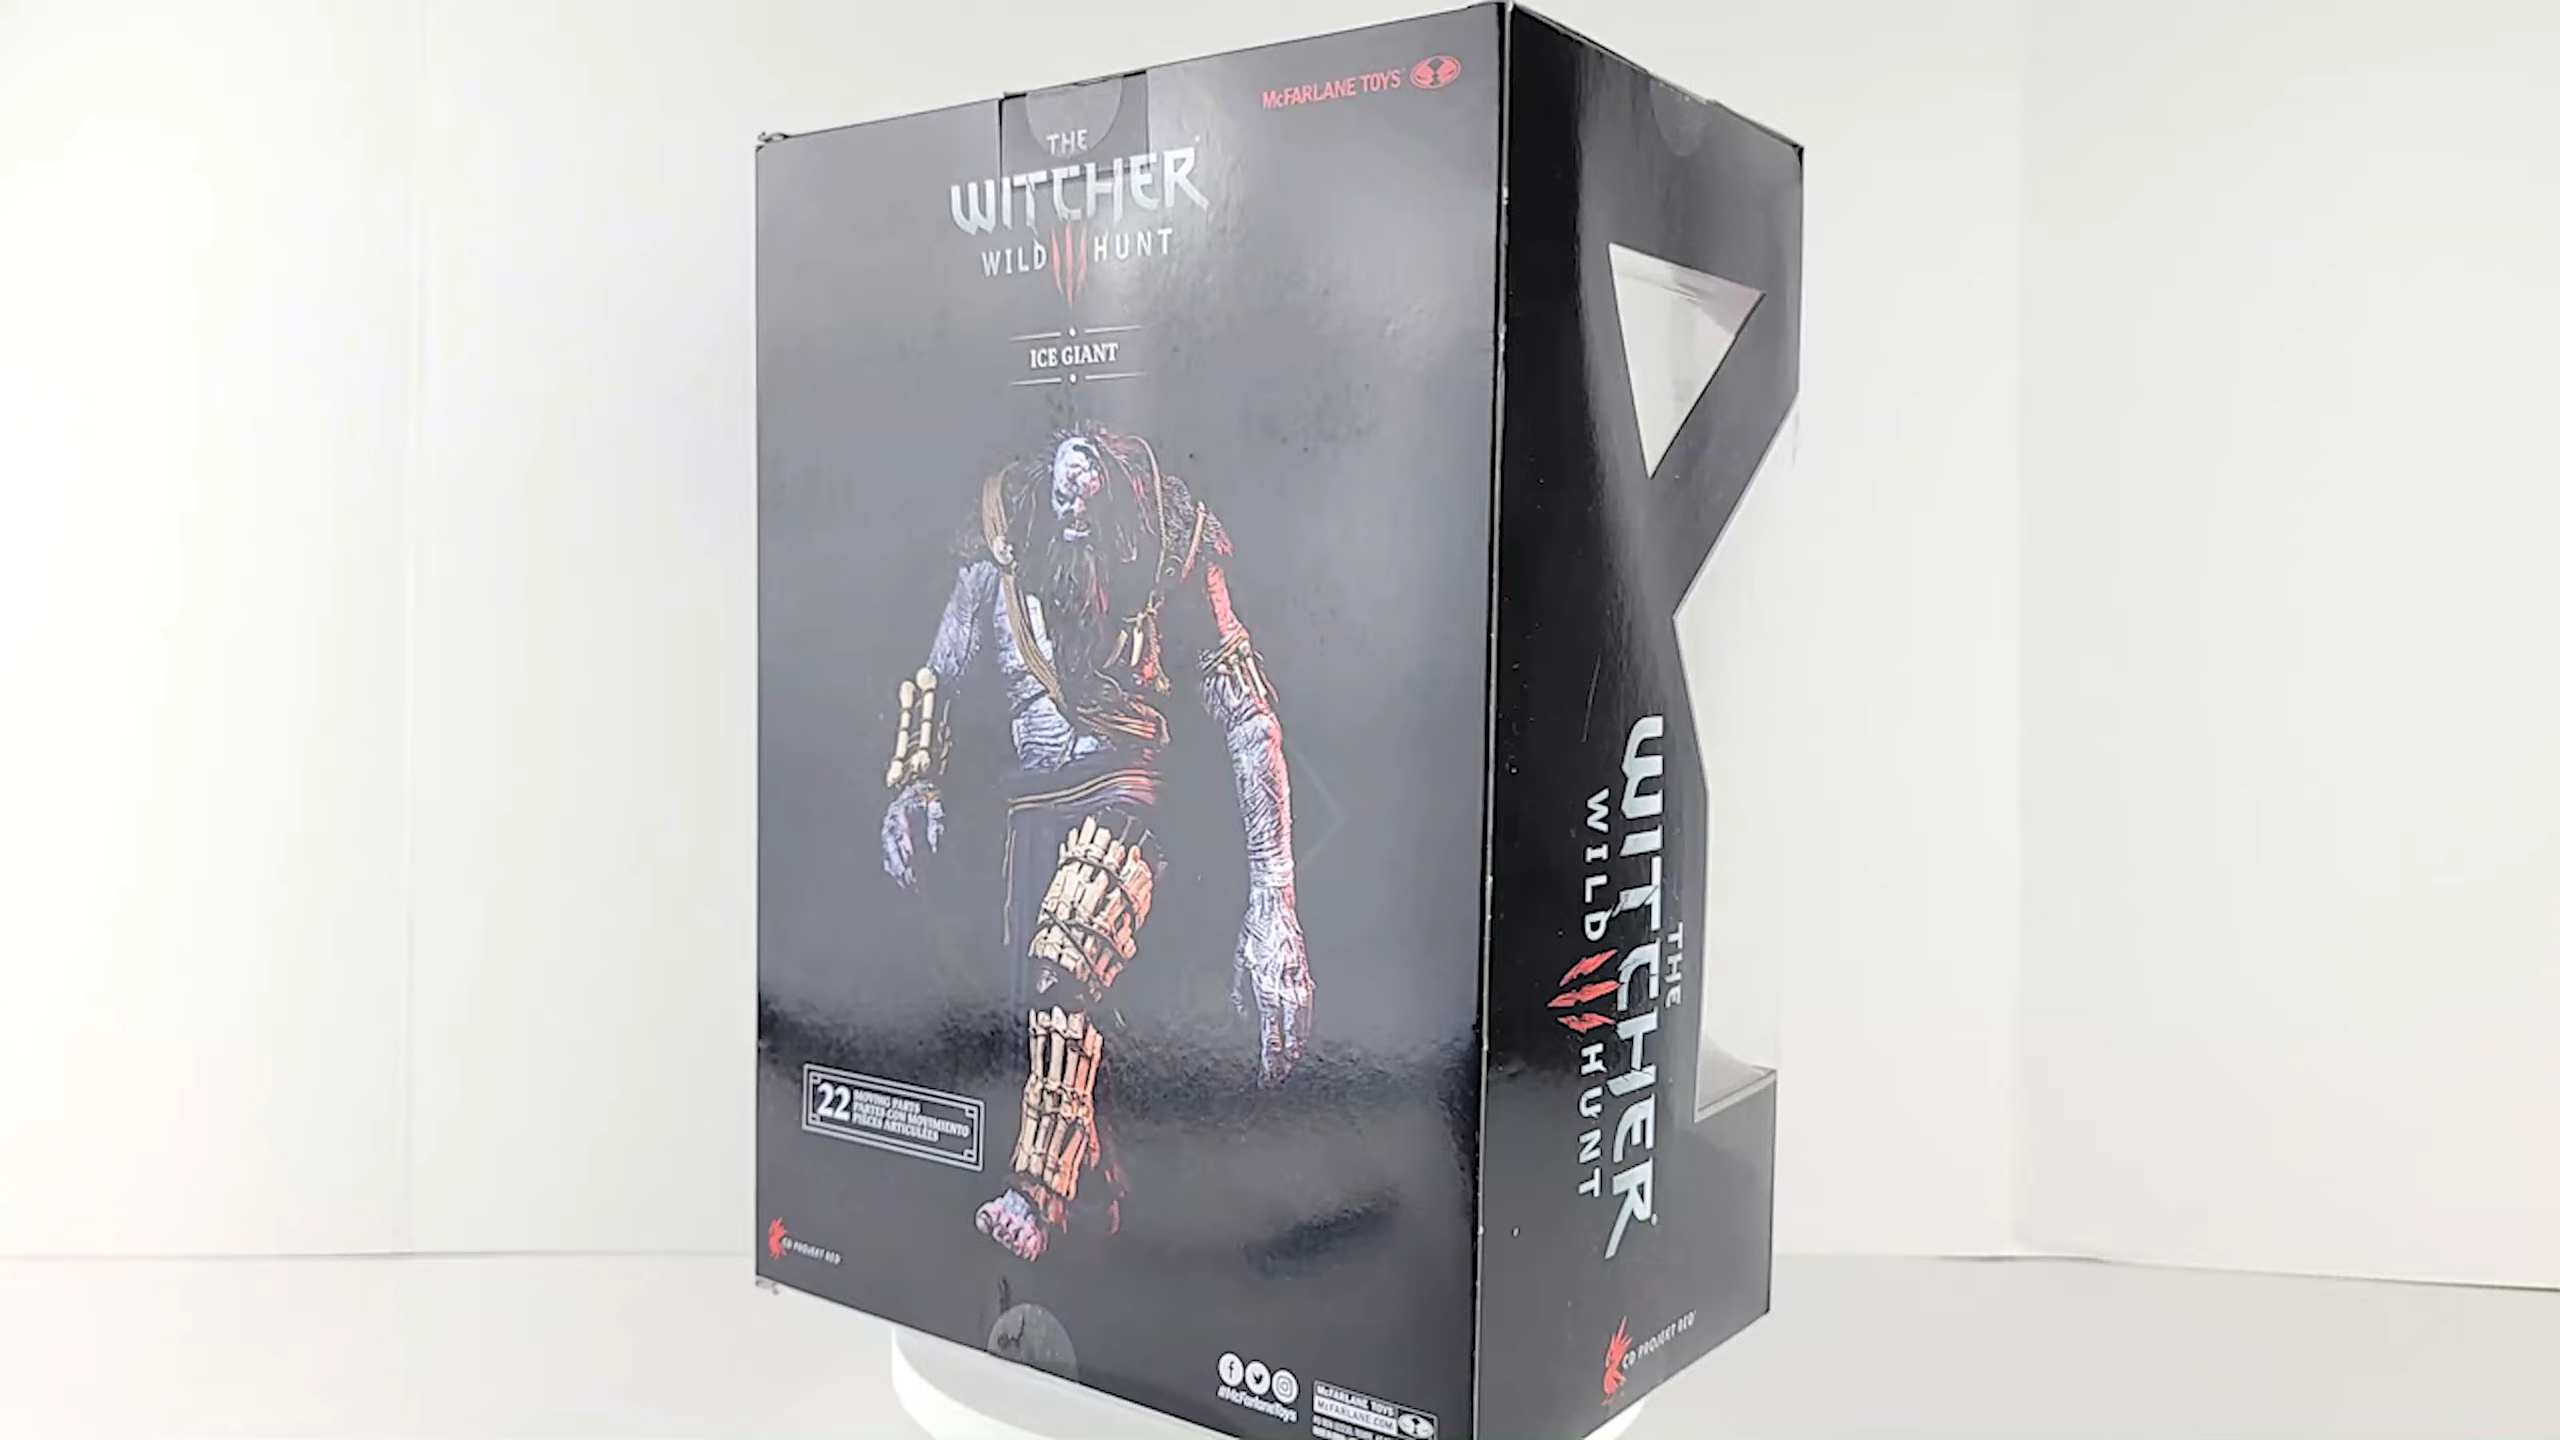 McFARLANE TOYS
THE
WITCHER
WILD HUNT
ICE GIANT
22 MOVING PARTS
PARTES CON MOVIMIENTO
PIÈCES ARTICULÉES
CD PROJEKT RED
#McFarlaneToys
McFARLANE TOYS
McFARLANE.COM
THE
WITCHER
WILD HUNT
CD PROJEKT RED